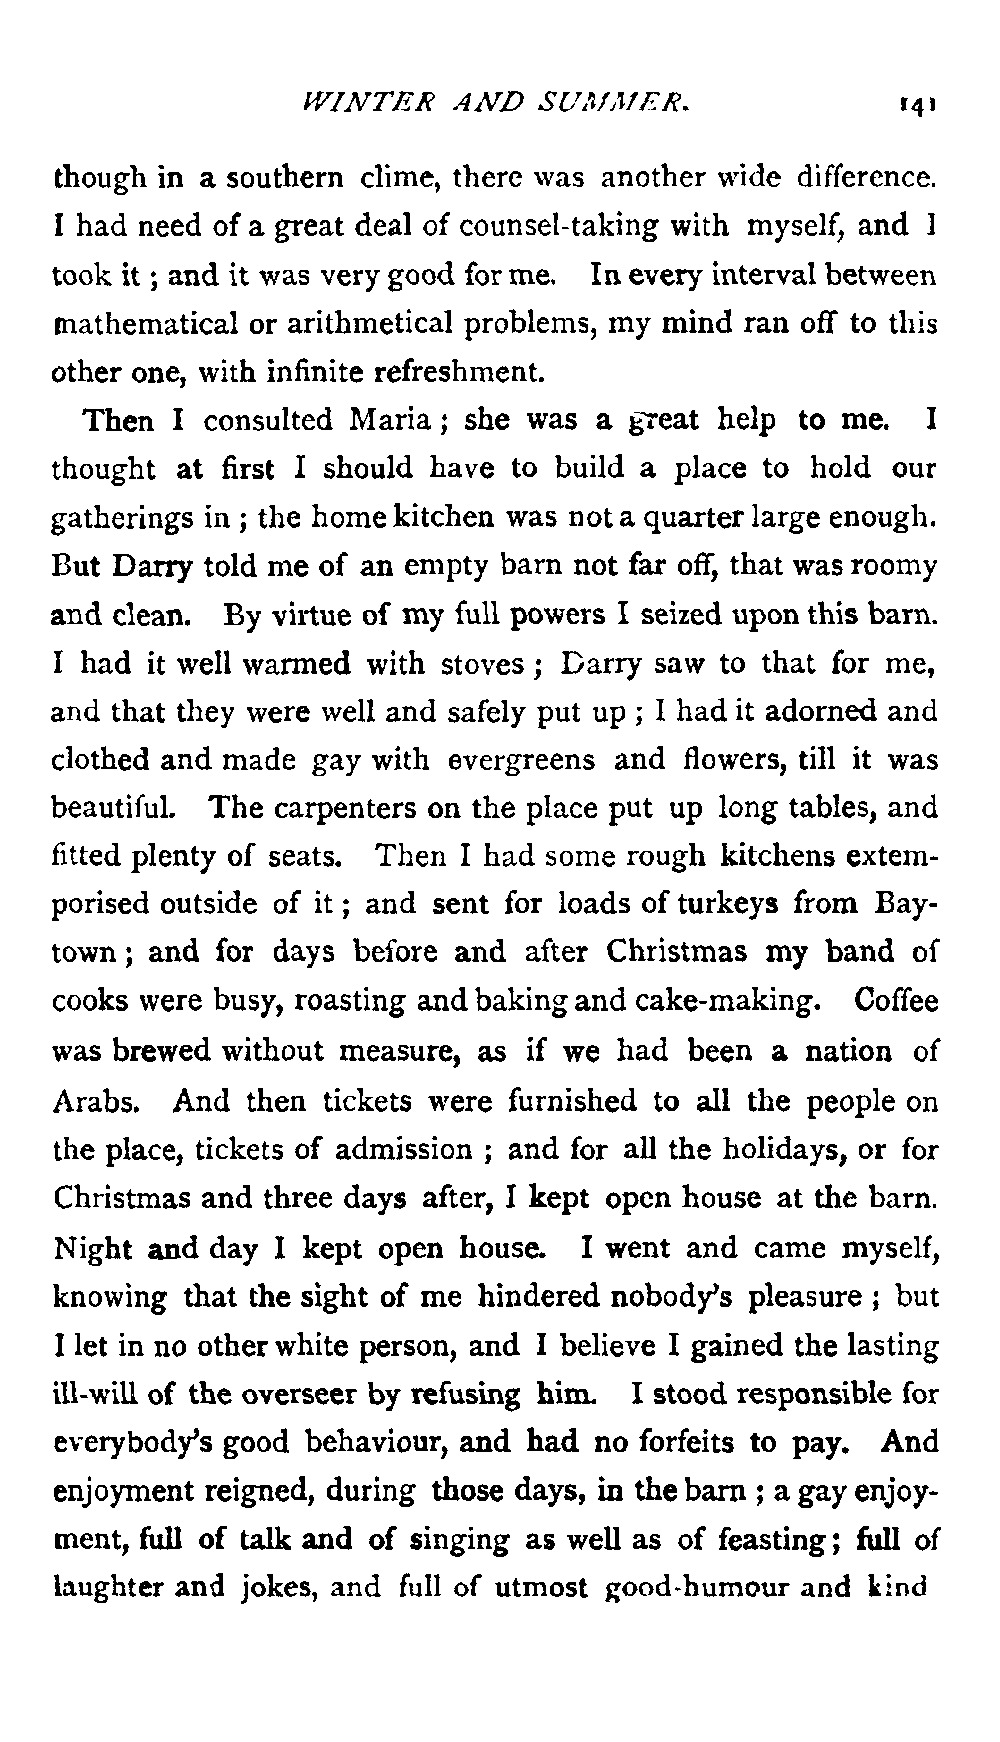 WINTER AND SUMMER. 141
though in a southern clime, there was another wide difference.
I had need of a great deal of counsel-taking with myself, and I
took it ; and it was very good for me. In every interval between
mathematical or arithmetical problems, my mind ran off to this
other one, with infinite refreshment.
Then I consulted Maria ; she was a great help to me. I
thought at first I should have to build a place to hold our
gatherings in ; the home kitchen was not a quarter large enough.
But Darry told me of an empty barn not far off, that was roomy
and clean. By virtue of my full powers I seized upon this barn.
I had it well warmed with stoves ; Darry saw to that for me,
and that they were well and safely put up ; I had it adorned and
clothed and made gay with evergreens and flowers, till it was
beautiful. The carpenters on the place put up long tables, and
fitted plenty of seats. Then I had some rough kitchens extem-
porised outside of it ; and sent for loads of turkeys from Bay-
town ; and for days before and after Christmas my band of
cooks were busy, roasting and baking and cake-making. Coffee
was brewed without measure, as if we had been a nation of
Arabs. And then tickets were furnished to all the people on
the place, tickets of admission ; and for all the holidays, or for
Christmas and three days after, I kept open house at the barn.
Night and day I kept open house. I went and came myself,
knowing that the sight of me hindered nobody's pleasure ; but
I let in no other white person, and I believe I gained the lasting
ill-will of the overseer by refusing him. I stood responsible for
everybody's good behaviour, and had no forfeits to pay. And
enjoyment reigned, during those days, in the barn ; a gay enjoy-
ment, full of talk and of singing as well as of feasting ; full of
laughter and jokes, and full of utmost good-humour and kind